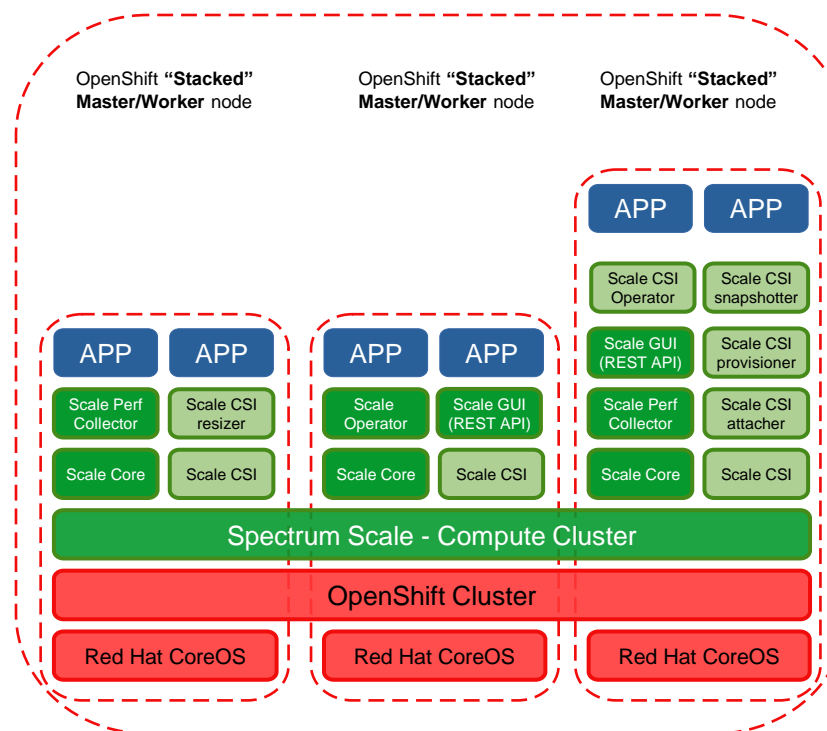 OpenShift “Stacked”
Master/Worker node
OpenShift “Stacked”
Master/Worker node
OpenShift “Stacked”
Master/Worker node
APP
APP
Scale CSI
Operator
Scale CSI
snapshotter
Scale GUI
(REST API)
Scale CSI
provisioner
Scale Perf
Collector
Scale CSI
attacher
Scale Core
Scale CSI
APP
APP
Scale Perf
Collector
Scale CSI
resizer
Scale Core
Scale CSI
APP
APP
Scale
Operator
Scale GUI
(REST API)
Scale Core
Scale CSI
Spectrum Scale - Compute Cluster
OpenShift Cluster
Red Hat CoreOS
Red Hat CoreOS
Red Hat CoreOS